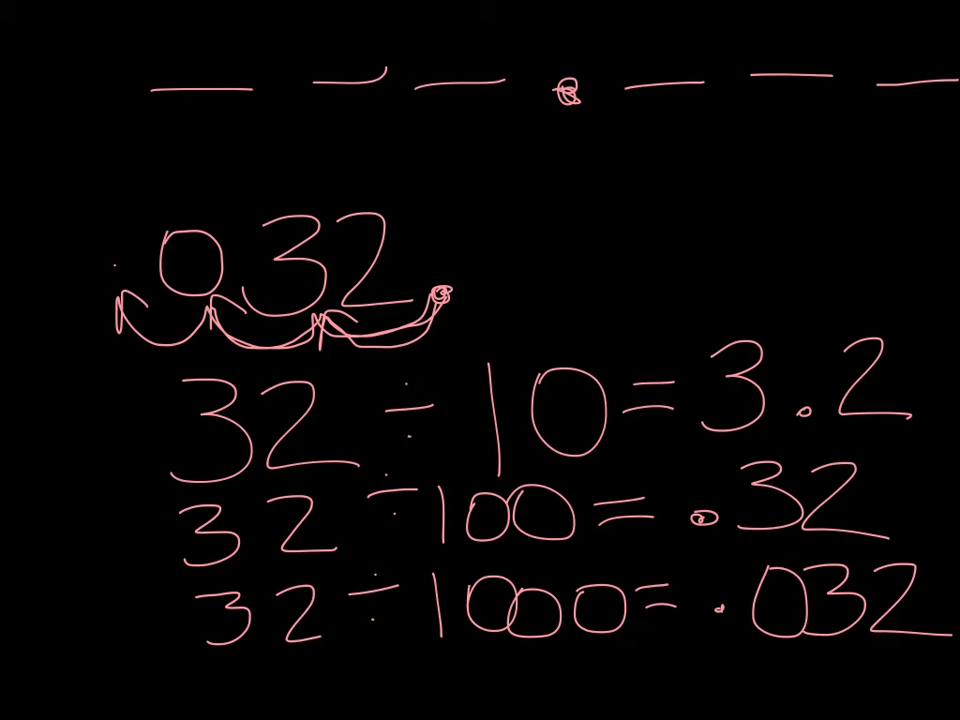 _ _ _ . _ _ _
.032.
32 ÷ 10 = 3.2
32 ÷ 100 = .32
32 ÷ 1000 = .032